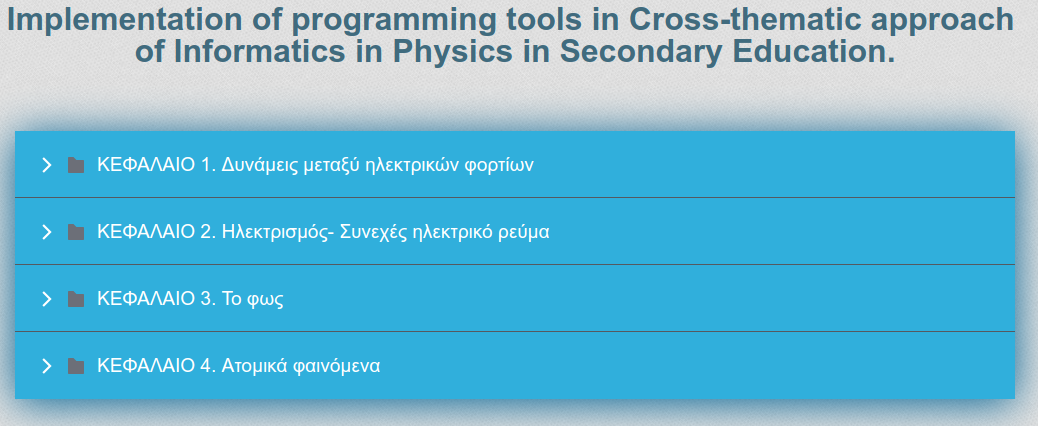 Implementation of programming tools in Cross-thematic approach
of Informatics in Physics in Secondary Education.
ΚΕΦΑΛΑΙΟ 1. Δυνάμεις μεταξύ ηλεκτρικών φορτίων
ΚΕΦΑΛΑΙΟ 2. Ηλεκτρισμός- Συνεχές ηλεκτρικό ρεύμα
ΚΕΦΑΛΑΙΟ 3. Το φως
ΚΕΦΑΛΑΙΟ 4. Ατομικά φαινόμενα